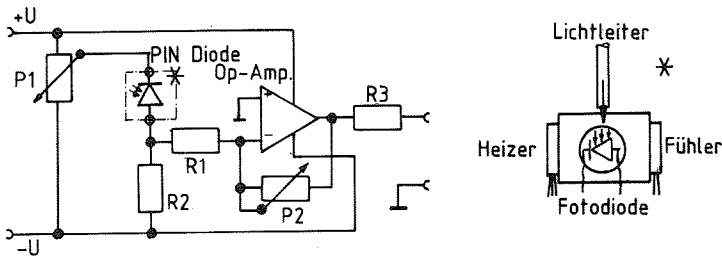 +U
PIN Diode
*
Op-Amp.
P1
+
-
R3
R1
R2
P2
-U
Lichtleiter
*
Heizer
Fühler
Fotodiode